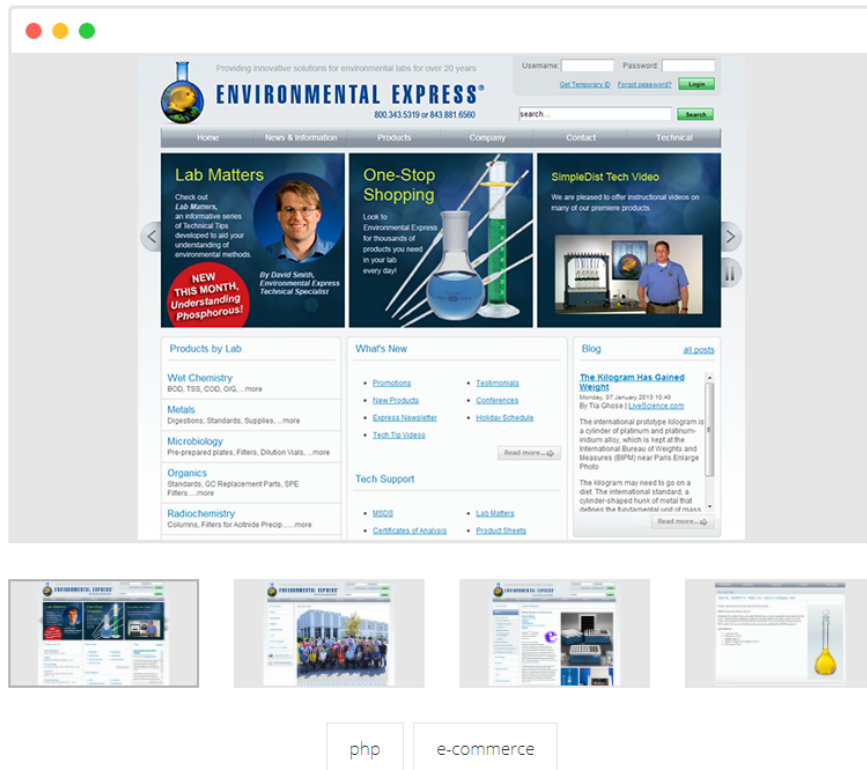 Providing innovative solutions for environmental labs for over 20 years
Username: Password:
Get Temporary ID Forgot password? Login
ENVIRONMENTAL EXPRESS®
800.343.5319 or 843.881.6560
search... Search
Home News & Information Products Company Contact Technical
Lab Matters
Check out
Lab Matters,
an informative series
of Technical Tips
developed to aid your
understanding of
environmental methods.
NEW
THIS MONTH,
Understanding
Phosphorous!
By David Smith,
Environmental Express
Technical Specialist
One-Stop
Shopping
Look to
Environmental Express
for thousands of
products you need
in your lab
every day!
SimpleDist Tech Video
We are pleased to offer instructional videos on
many of our premiere products.
Products by Lab
Wet Chemistry
BOD, TSS, COD, O/G, ...more
Metals
Digestions, Standards, Supplies, ...more
Microbiology
Pre-prepared plates, Filters, Dilution Vials, ...more
Organics
Standards, GC Replacement Parts, SPE
Filters....more
Radiochemistry
Columns, Filters for Acitnide Precip......more
What's New
Promotions
New Products
Express Newsletter
Tech Tip Videos
Testimonials
Conferences
Holiday Schedule
Read more...
Tech Support
MSDS
Certificates of Analysis
Lab Matters
Product Sheets
Blog all posts
The Kilogram Has Gained
Weight
Monday, 07 January 2013 10:40
By Tia Ghose | LiveScience.com
The international prototype kilogram is
a cylinder of platinum and platinum-
iridium alloy, which is kept at the
International Bureau of Weights and
Measures (BIPM) near Paris.Enlarge
Photo
The kilogram may need to go on a
diet. The international standard, a
cylinder-shaped hunk of metal that
defines the fundamental unit of mass
Read more...
ENVIRONMENTAL EXPRESS
ENVIRONMENTAL EXPRESS
ENVIRONMENTAL EXPRESS
php
e-commerce